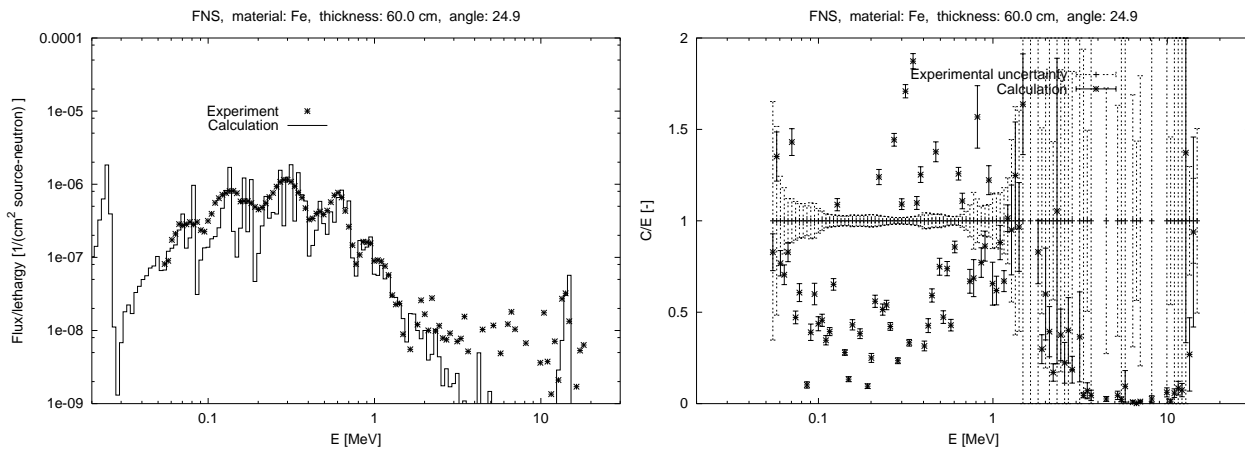 FNS, material: Fe, thickness: 60.0 cm, angle: 24.9
0.0001
1e-05
1e-06
1e-07
1e-08
1e-09
Flux/lethargy [1/(cm2 source-neutron) ]
Experiment
Calculation
0.1
1
10
E [MeV]
FNS, material: Fe, thickness: 60.0 cm, angle: 24.9
2
1.5
1
0.5
0
C/E [-]
Experimental uncertainty
Calculation
0.1
1
10
E [MeV]